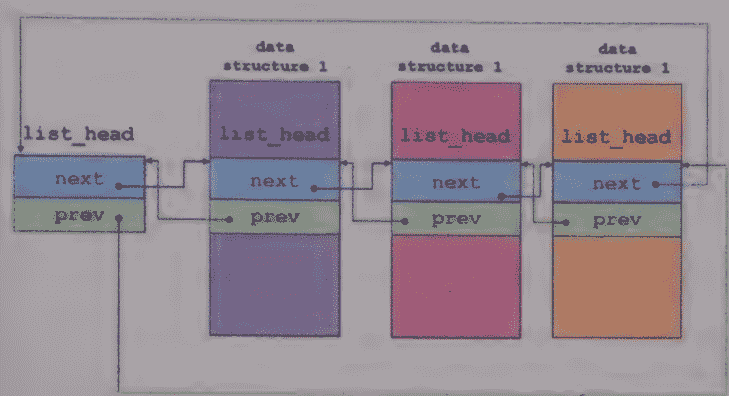 data
structure 1
data
structure 1
data
structure 1
list_head
list_head
list_head
list_head
next
next
next
next
prev
prev
prev
prev